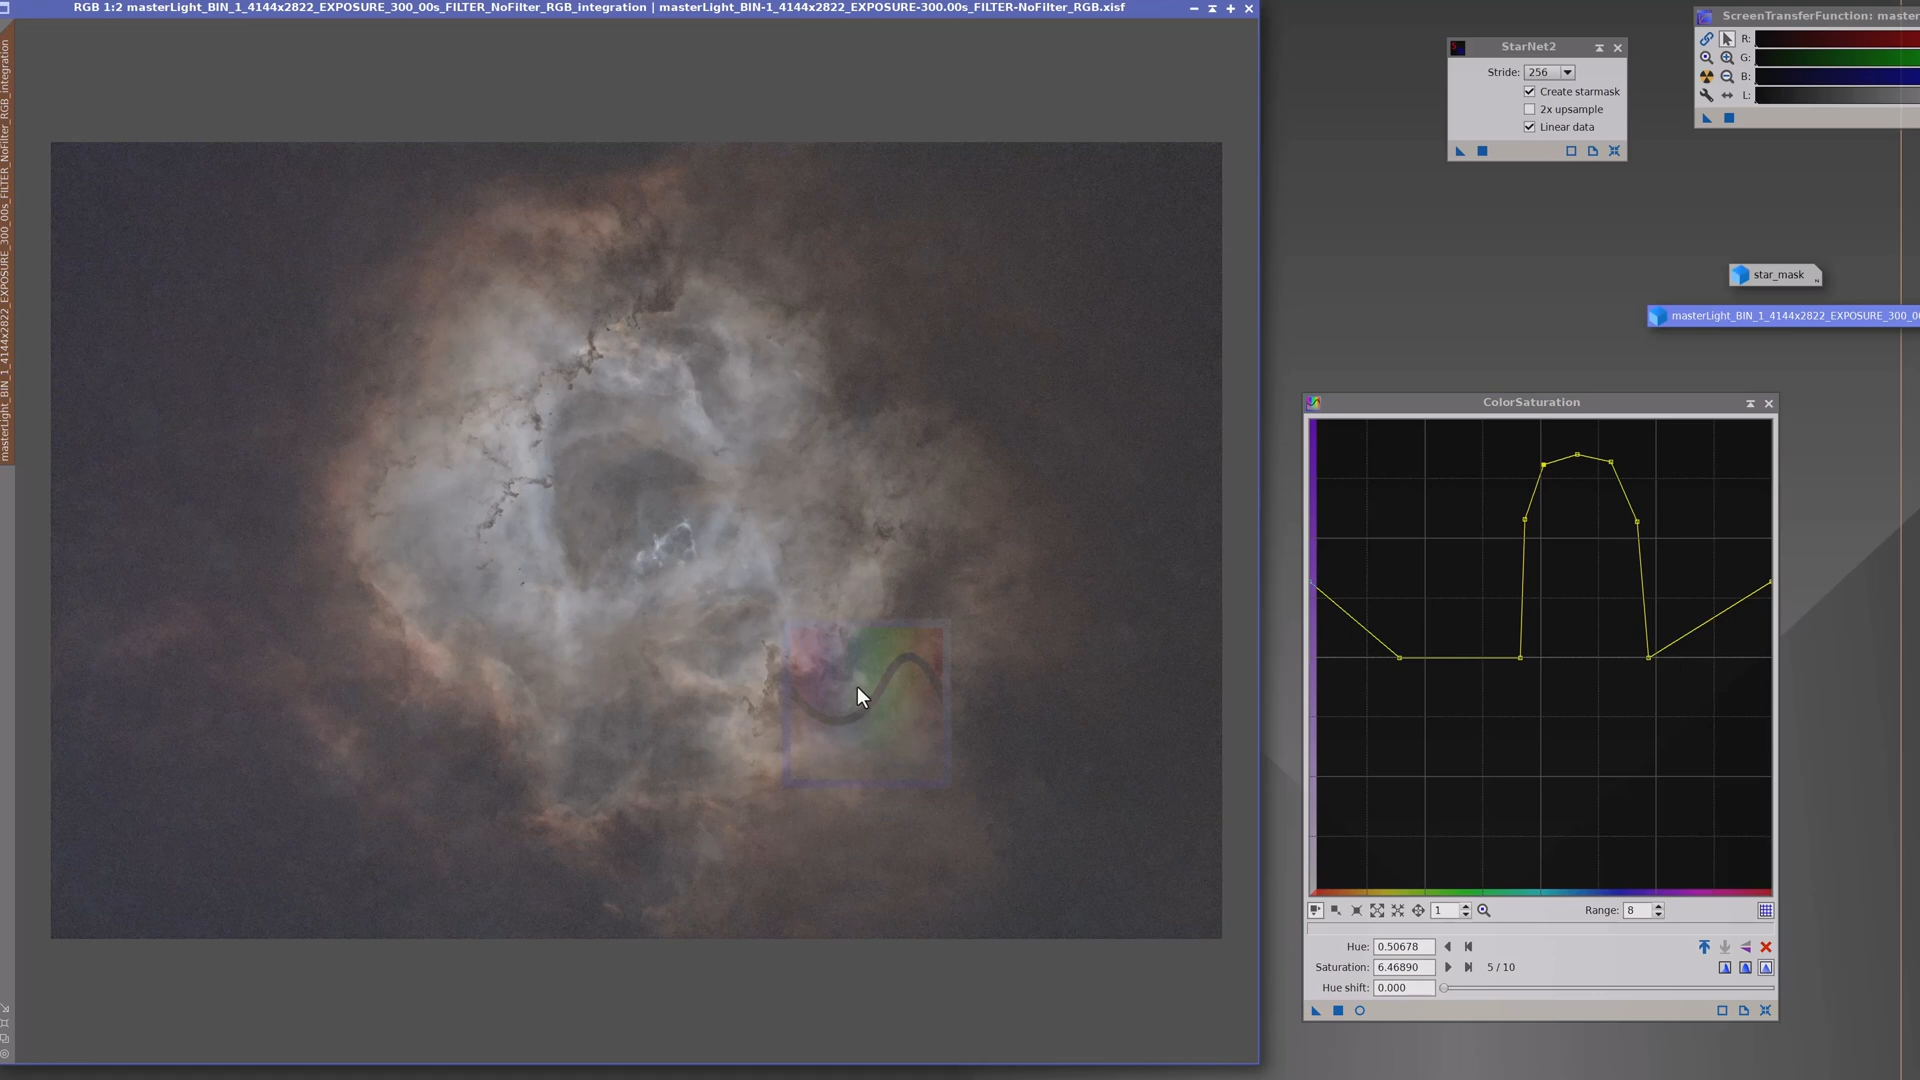 RGB 1:2 masterLight_BIN_1_4144x2822_EXPOSURE_300_00s_FILTER_NoFilter_RGB_integration | masterLight_BIN-1_4144x2822_EXPOSURE-300.00s_FILTER-NoFilter_RGB.xisf
masterLight_BIN_1_4144x2822_EXPOSURE_300_00s_FILTER_NoFilter_RGB_integration
StarNet2
Stride: 256
Create starmask
2x upsample
Linear data
ScreenTransferFunction: master
R:
G:
B:
L:
star_mask
N
masterLight_BIN_1_4144x2822_EXPOSURE_300_0
ColorSaturation
1
Range: 8
Hue: 0.50678
Saturation: 6.46890
5 / 10
Hue shift: 0.000